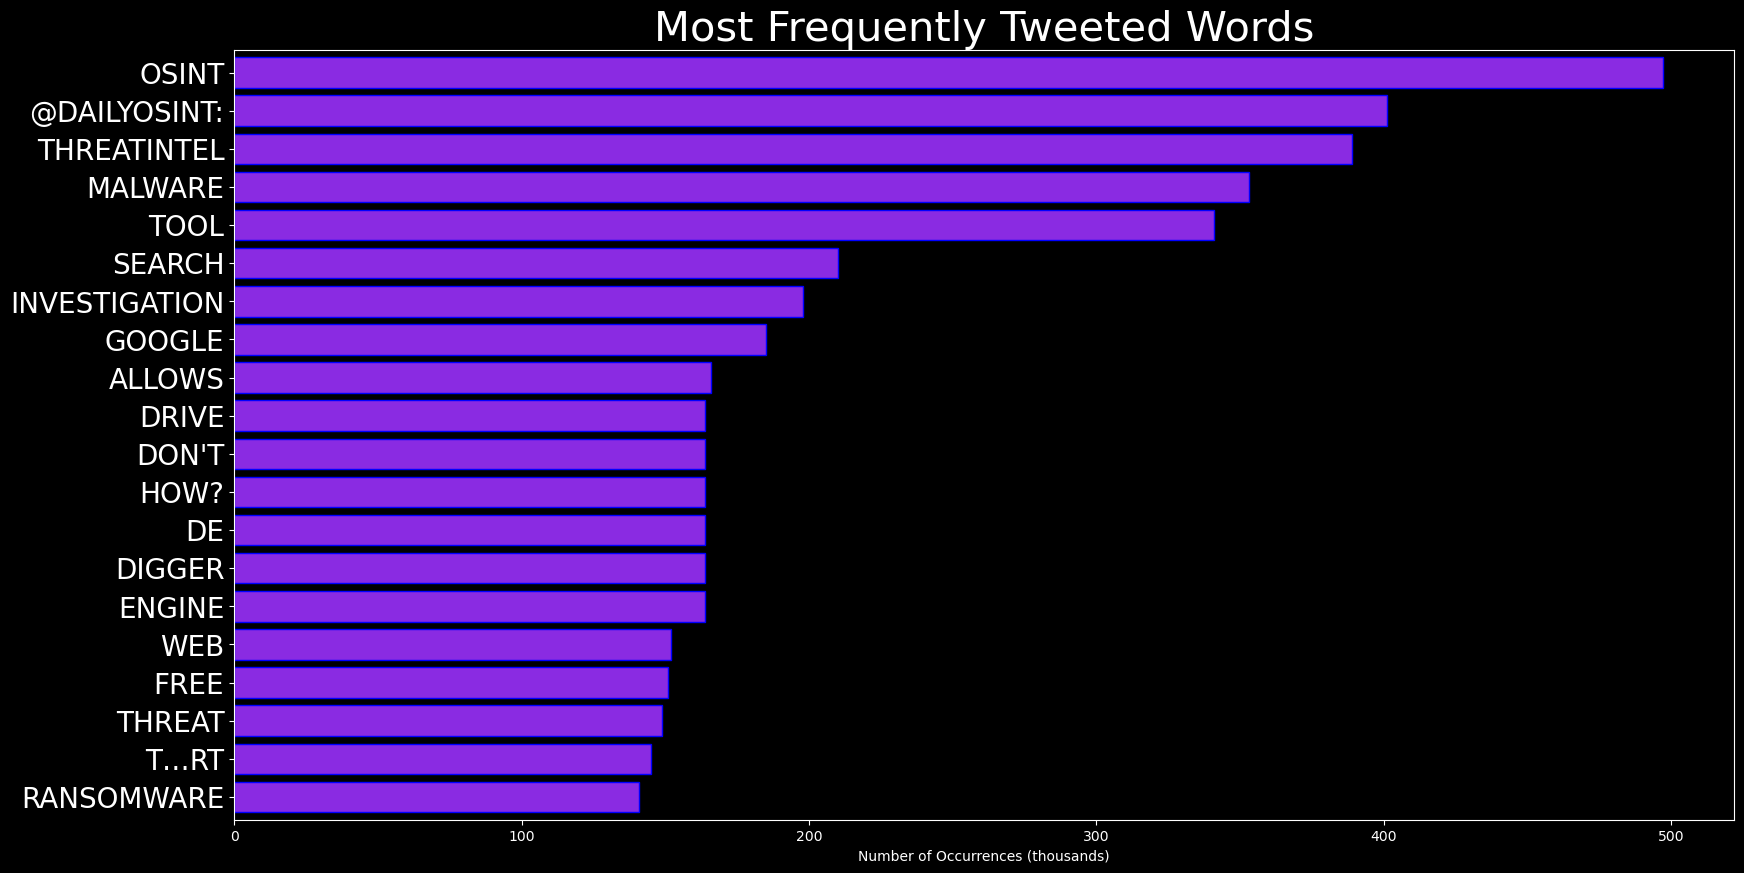 Most Frequently Tweeted Words
OSINT
@DAILYOSINT:
THREATINTEL
MALWARE
TOOL
SEARCH
INVESTIGATION
GOOGLE
ALLOWS
DRIVE
DON'T
HOW?
DE
DIGGER
ENGINE
WEB
FREE
THREAT
T…RT
RANSOMWARE
0 100 200 300 400 500
Number of Occurrences (thousands)